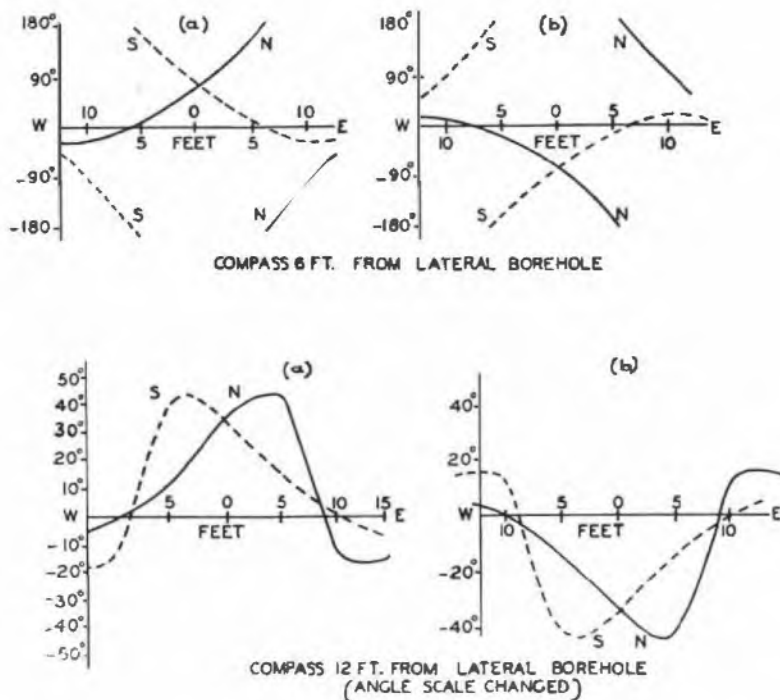 (a)
180°
S
N
90°
W
10
5
0
5
10
E
FEET
-90°
-180
S
N
(b)
180°
S
N
90°
W
10
5
0
5
10
E
FEET
-90°
-180°
S
N
COMPASS 6 FT. FROM LATERAL BOREHOLE
(a)
50°
40°
30°
20°
10°
S
N
W
5
0
5
10
15
E
FEET
-10°
-20°
-30°
-40°
-50°
(b)
40°
20°
W
10
5
0
5
10
E
FEET
-20°
-40°
S
N
COMPASS 12 FT. FROM LATERAL BOREHOLE
(ANGLE SCALE CHANGED)